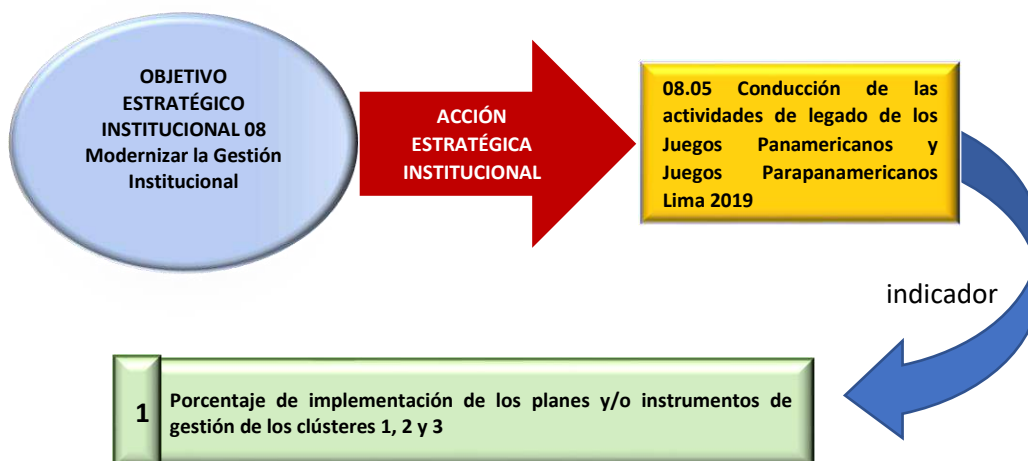 OBJETIVO
ESTRATÉGICO
INSTITUCIONAL 08
Modernizar la Gestión
Institucional
ACCIÓN
ESTRATÉGICA
INSTITUCIONAL
08.05 Conducción de las
actividades de legado de los
Juegos Panamericanos y
Juegos Parapanamericanos
Lima 2019
indicador
1
Porcentaje de implementación de los planes y/o instrumentos de
gestión de los clústeres 1, 2 y 3